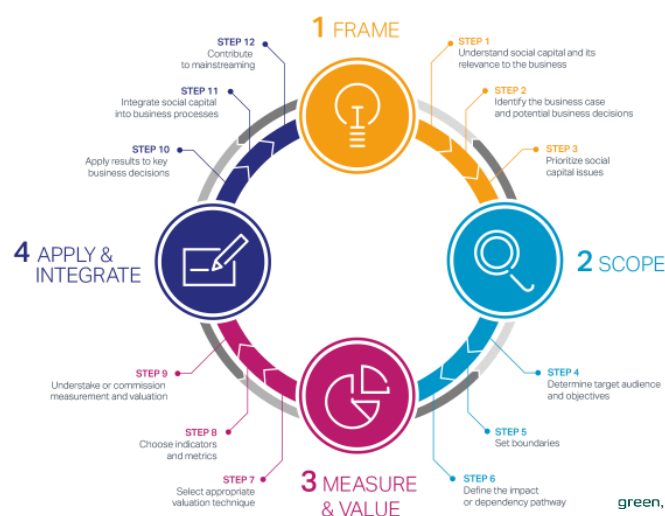 1 FRAME
STEP 1
Understand social capital and its
relevance to the business
STEP 2
Identify the business case
and potential business decisions
STEP 3
Prioritize social
capital issues
2 SCOPE
STEP 4
Determine target audience
and objectives
STEP 5
Set boundaries
STEP 6
Define the impact
or dependency pathway
3 MEASURE
& VALUE
STEP 7
Select appropriate
valuation technique
STEP 8
Choose indicators
and metrics
STEP 9
Undertake or commission
measurement and valuation
4 APPLY &
INTEGRATE
STEP 10
Apply results to key
business decisions
STEP 11
Integrate social capital
into business processes
STEP 12
Contribute
to mainstreaming
green,